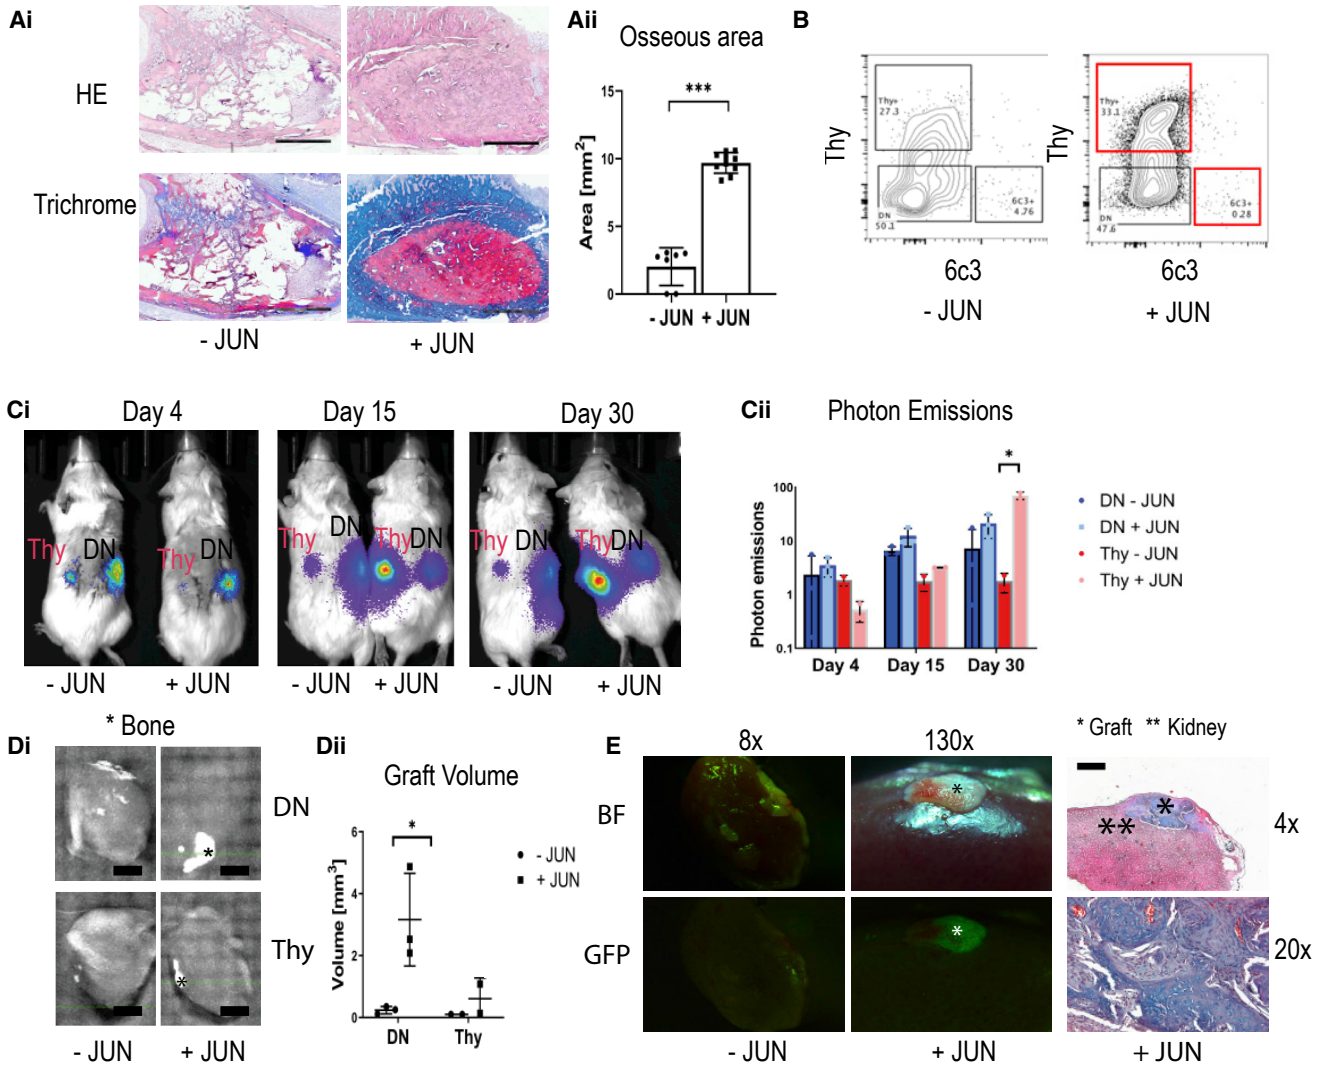 Ai
HE
Trichrome
- JUN
+ JUN
Aii
Osseous area
***
Area [mm²]
15
10
5
0
- JUN + JUN
B
Thy
Thy+
27.3
DN
50.1
6C3+
4.76
6c3
- JUN
Thy
Thy+
33.1
DN
47.6
6C3+
0.28
6c3
+ JUN
Ci
Day 4
Day 15
Day 30
Thy DN
Thy DN
Thy DN
Thy DN
Thy DN
Thy DN
- JUN
+ JUN
- JUN
+ JUN
- JUN
+ JUN
Cii
Photon Emissions
*
Photon emissions
100
10
1
0.1
Day 4
Day 15
Day 30
DN - JUN
DN + JUN
Thy - JUN
Thy + JUN
Di
* Bone
*
DN
*
Thy
- JUN
+ JUN
Dii
Graft Volume
*
Volume [mm³]
6
4
2
0
DN
Thy
- JUN
+ JUN
E
8x
130x
* Graft ** Kidney
BF
*
*
**
4x
GFP
*
20x
- JUN
+ JUN
+ JUN